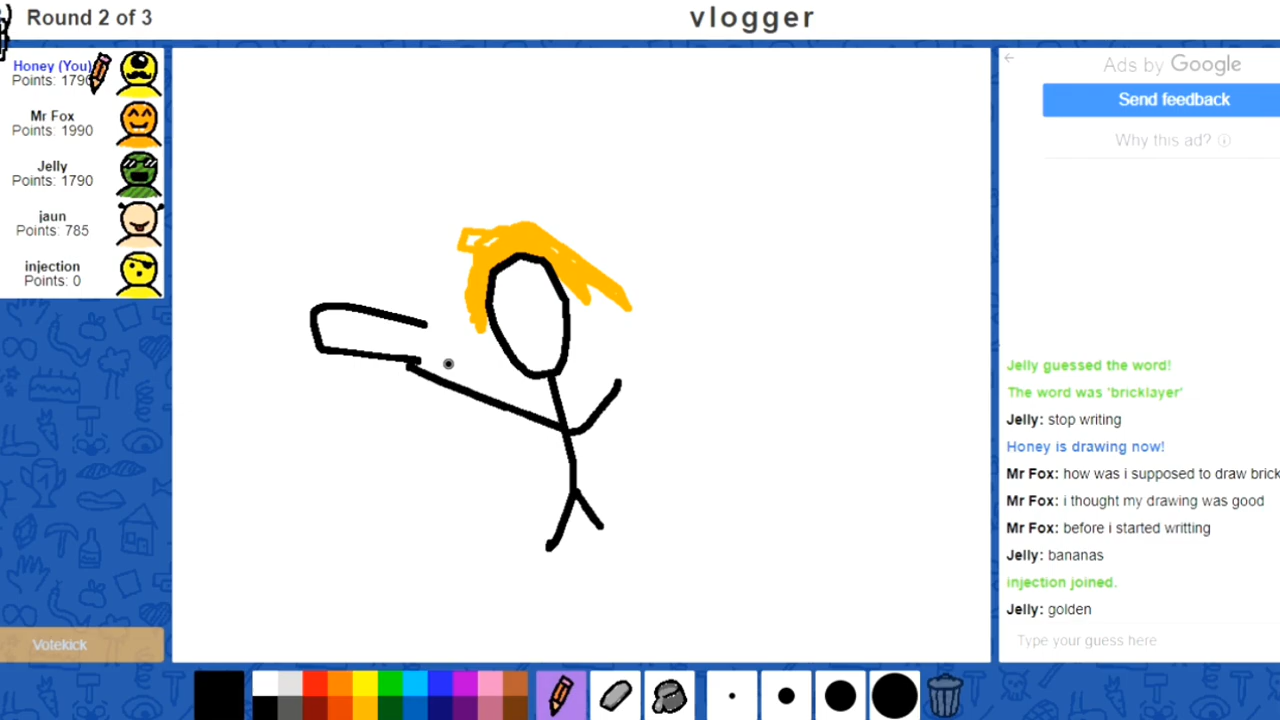 Round 2 of 3
vlogger
Honey (You)
Points: 1790
Mr Fox
Points: 1990
Jelly
Points: 1790
jaun
Points: 785
injection
Points: 0
Votekick
Ads by Google
Send feedback
Why this ad?
Jelly guessed the word!
The word was 'bricklayer'
Jelly: stop writing
Honey is drawing now!
Mr Fox: how was i supposed to draw brick
Mr Fox: i thought my drawing was good
Mr Fox: before i started writting
Jelly: bananas
injection joined.
Jelly: golden
Type your guess here